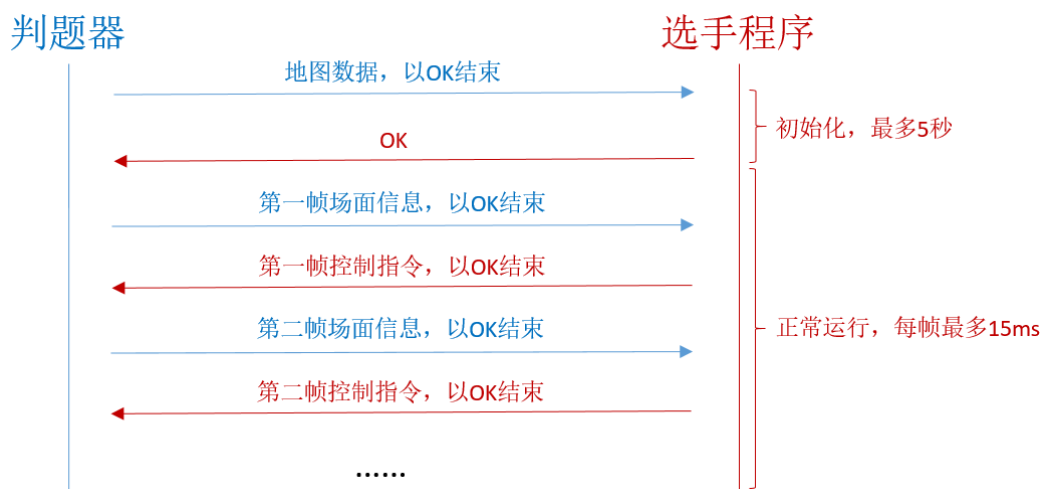 判题器
选手程序
地图数据，以OK结束
初始化，最多5秒
OK
第一帧场面信息，以OK结束
第一帧控制指令，以OK结束
第二帧场面信息，以OK结束
正常运行，每帧最多15ms
第二帧控制指令，以OK结束
……